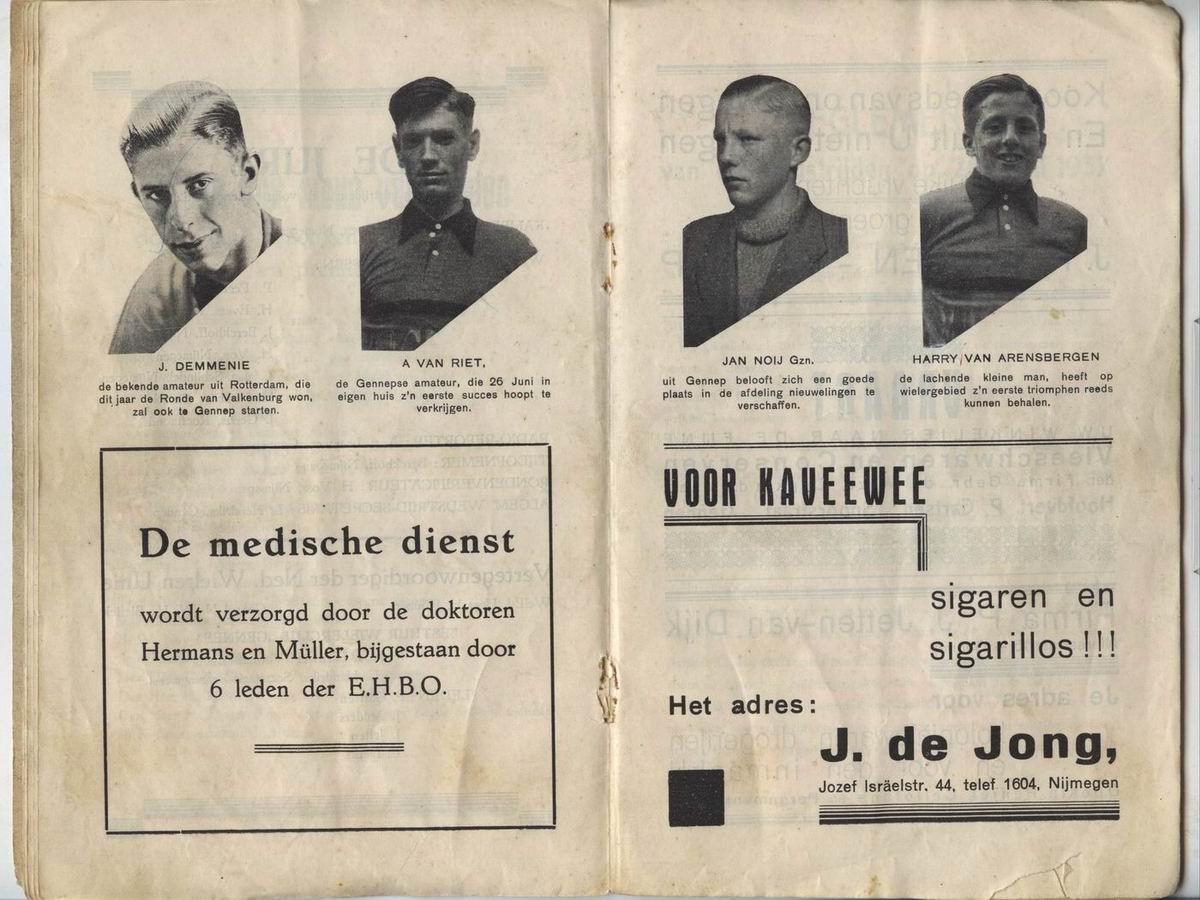 J. DEMMENIE
de bekende amateur uit Rotterdam, die
dit jaar de Ronde van Valkenburg won,
zal ook te Gennep starten.
A VAN RIET,
de Gennepse amateur, die 26 Juni in
eigen huis z'n eerste succes hoopt te
verkrijgen.
De medische dienst
wordt verzorgd door de doktoren
Hermans en Müller, bijgestaan door
6 leden der E.H.B.O.
JAN NOIJ Gzn.
uit Gennep belooft zich een goede
plaats in de afdeling nieuwelingen te
verschaffen.
HARRY VAN ARENSBERGEN
de lachende kleine man, heeft op
wielergebied z'n eerste triomphen reeds
kunnen behalen.
VOOR KAVEEWEE
sigaren en
sigarillos !!!
Het adres:
J. de Jong,
Jozef Israëlstr. 44, telef 1604, Nijmegen